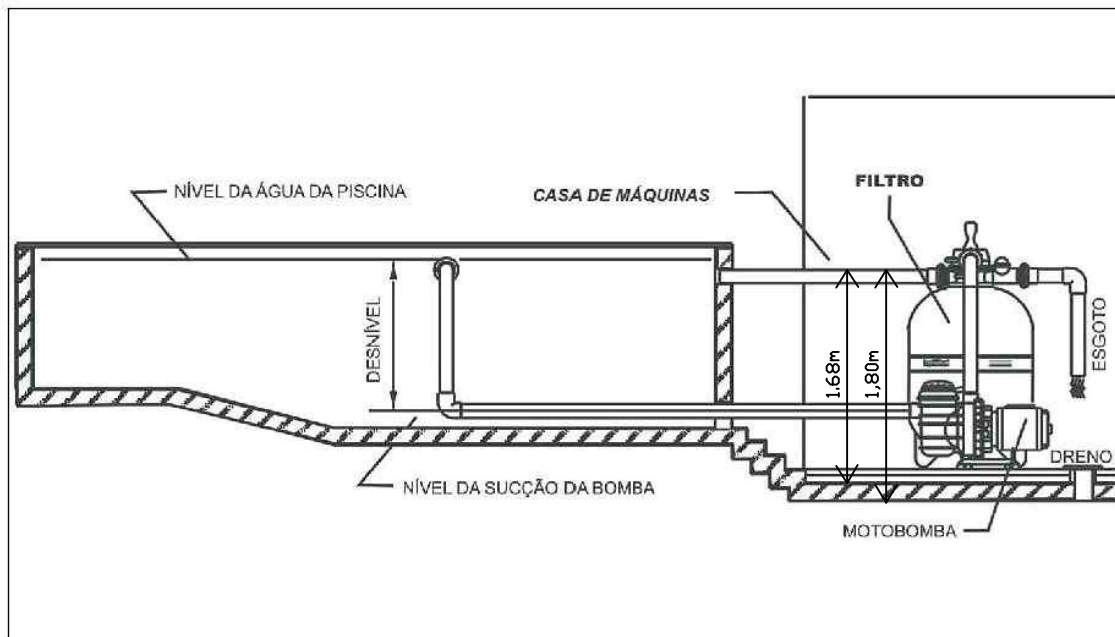 NÍVEL DA ÁGUA DA PISCINA
CASA DE MÁQUINAS
FILTRO
DESNÍVEL
1.68m
1,80m
ESGOTO
DRENO
NÍVEL DA SUCÇÃO DA BOMBA
MOTOBOMBA